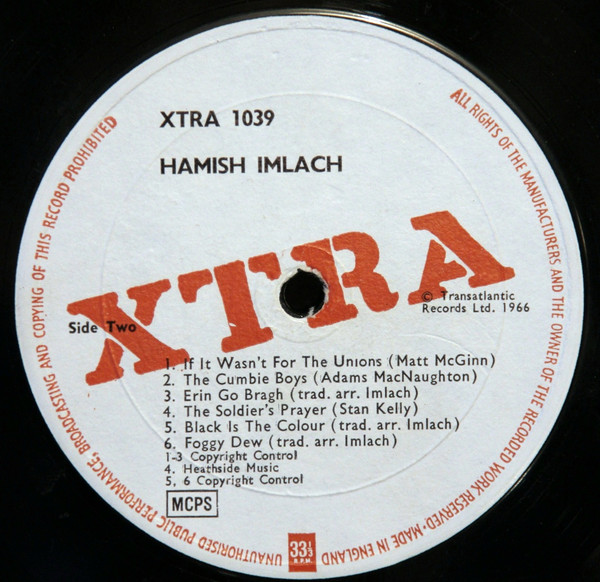 XTRA 1039
HAMISH IMLACH
XTRA
© Transatlantic
Records Ltd. 1966
Side Two
1. If It Wasn't For The Unions (Matt McGinn)
2. The Cumbie Boys (Adams MacNaughton)
3. Erin Go Bragh (trad. arr. Imlach)
4. The Soldier's Prayer (Stan Kelly)
5. Black Is The Colour (trad. arr. Imlach)
6. Foggy Dew (trad. arr. Imlach)
1-3 Copyright Control
4. Heathside Music
5, 6 Copyright Control
MCPS
33⅓
R.P.M.
ALL RIGHTS OF THE MANUFACTURERS AND THE OWNER OF THE RECORDED WORK RESERVED·MADE IN ENGLAND
UNAUTHORISED PUBLIC PERFORMANCE, BROADCASTING AND COPYING OF THIS RECORD PROHIBITED